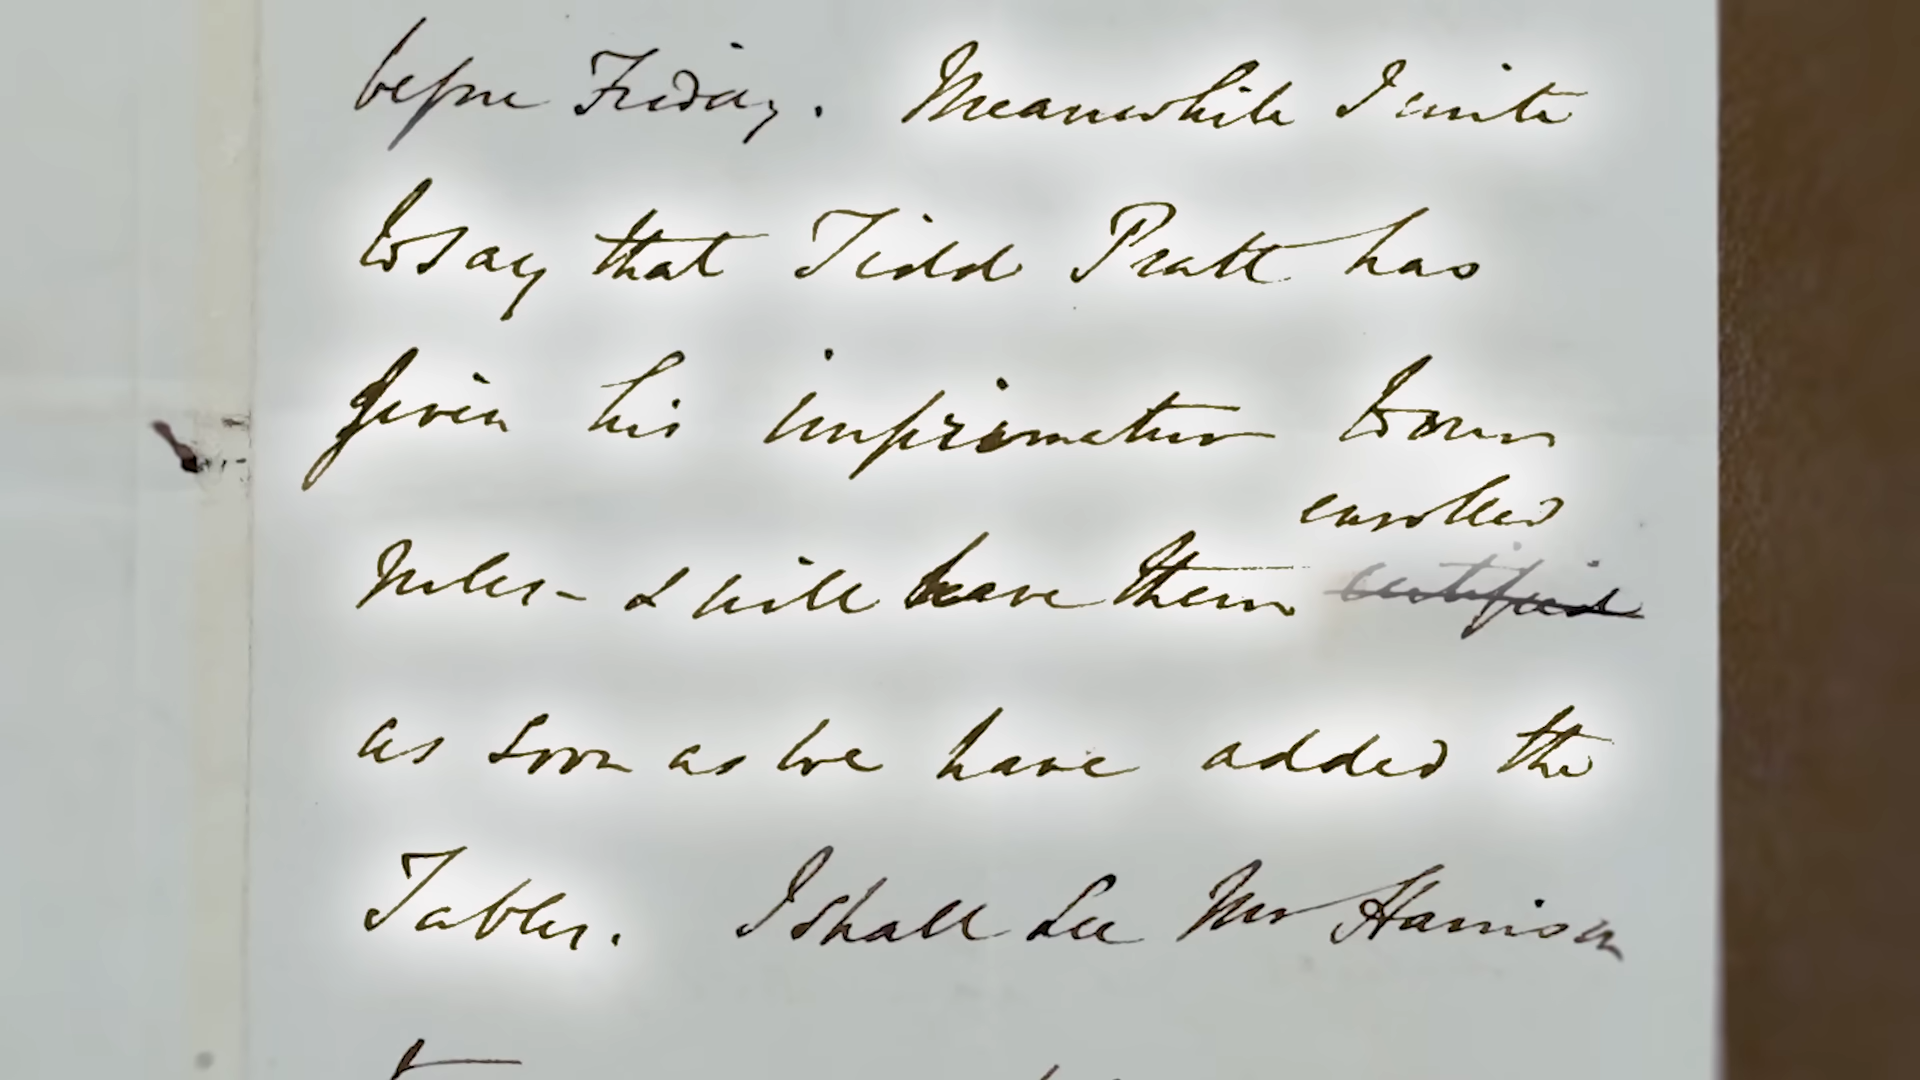 before Friday. Meanwhile I write
to say that Tidd Pratt has
given his imprimatur to our
enrolled
rules - I will have them certified
as soon as we have added the
Tables. I shall see Mr Harrison